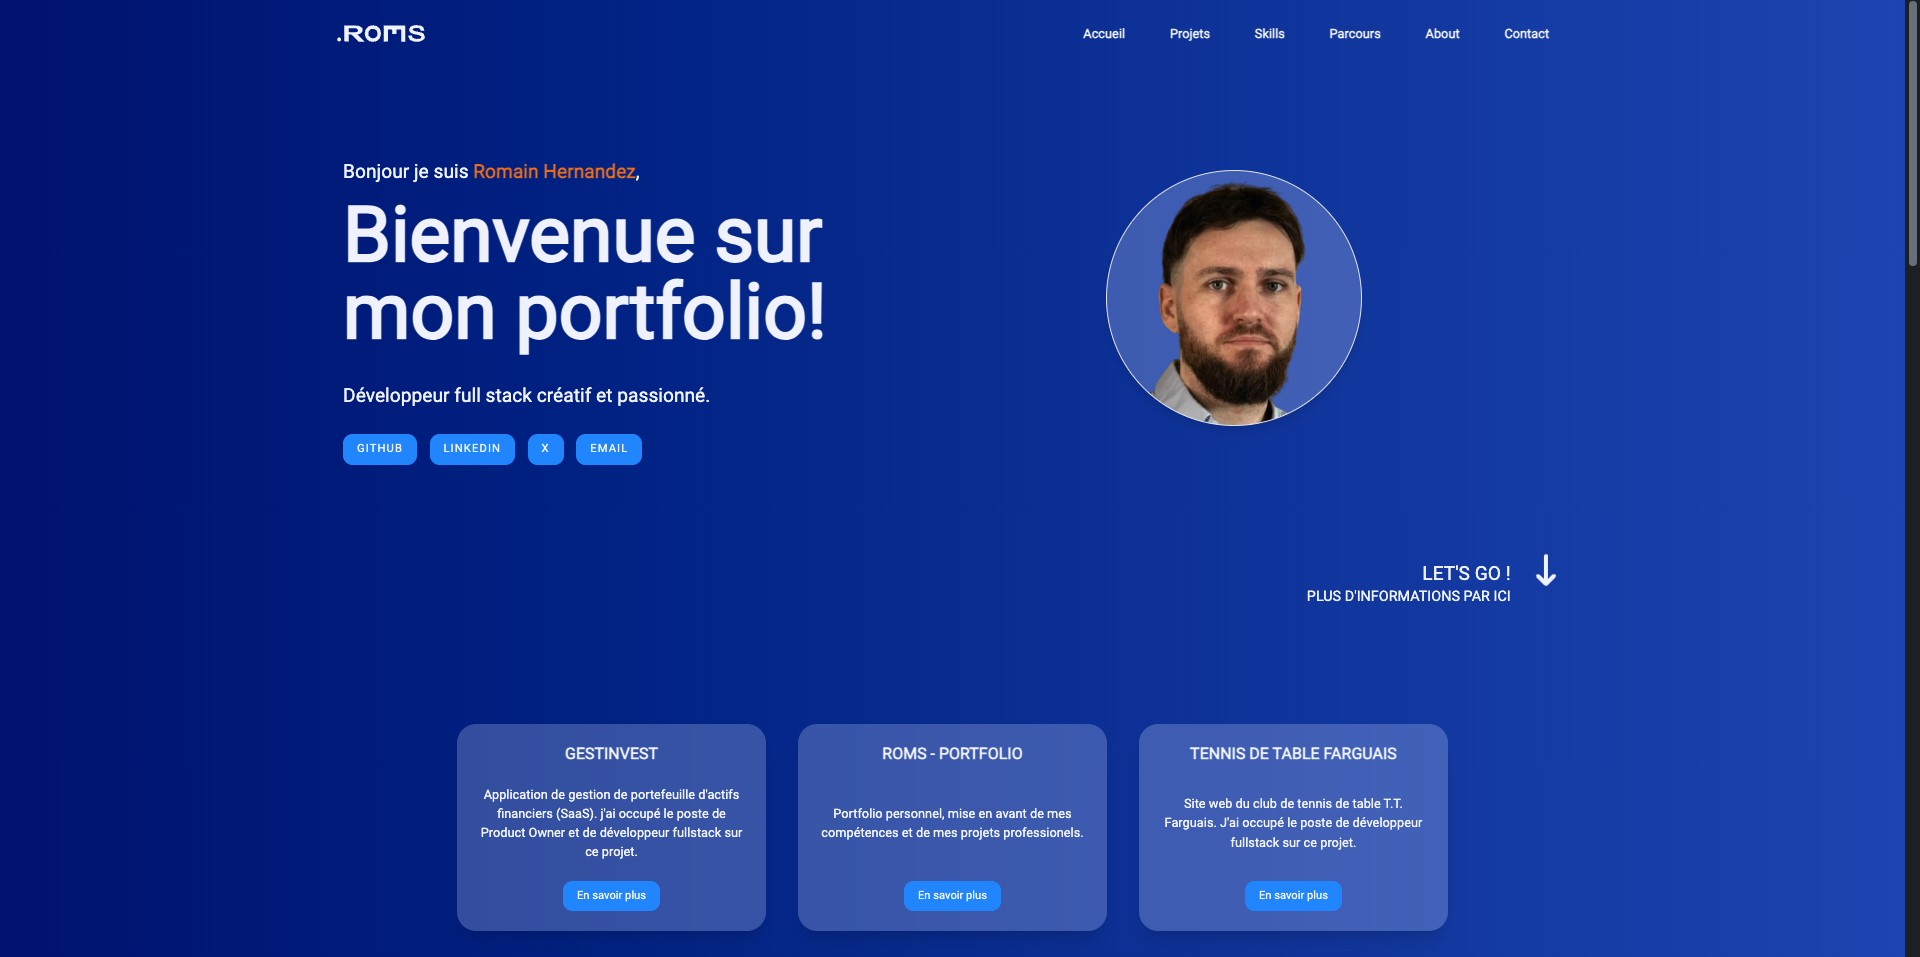 .ROMS
Accueil Projets Skills Parcours About Contact
Bonjour je suis Romain Hernandez,
Bienvenue sur
mon portfolio!
Développeur full stack créatif et passionné.
GITHUB LINKEDIN X EMAIL
LET'S GO !
PLUS D'INFORMATIONS PAR ICI
GESTINVEST
Application de gestion de portefeuille d'actifs
financiers (SaaS). j'ai occupé le poste de
Product Owner et de développeur fullstack sur
ce projet.
En savoir plus
ROMS - PORTFOLIO
Portfolio personnel, mise en avant de mes
compétences et de mes projets professionels.
En savoir plus
TENNIS DE TABLE FARGUAIS
Site web du club de tennis de table T.T.
Farguais. J'ai occupé le poste de développeur
fullstack sur ce projet.
En savoir plus